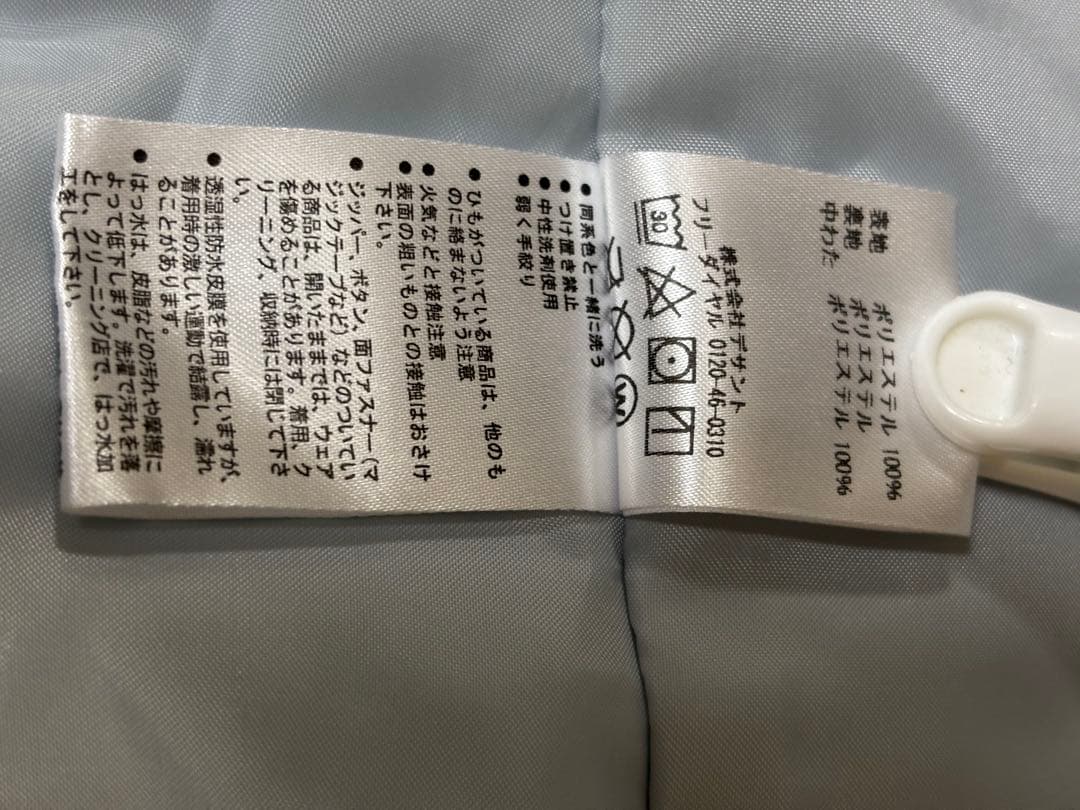 表地 ポリエステル 100%
裏地 ポリエステル
中わた ポリエステル 100%
株式会社デサント
フリーダイヤル 0120-46-0310
30
W
● 同系色と一緒に洗う
● つけ置き禁止
● 中性洗剤使用
● 弱く手絞り
● ひもがついている商品は、他のも
のに絡まないよう注意
● 火気などと接触注意
● 表面の粗いものとの接触はおさけ
下さい。
● ジッパー、ボタン、面ファスナー(マ
ジックテープなど)などのついてい
る商品は、開いたままでは、ウェア
を傷めることがあります。着用、ク
リーニング、収納時には閉じて下さ
い。
● 透湿性防水皮膜を使用していますが、
着用時の激しい運動で結露し、濡れ
ることがあります。
● はっ水は、皮脂などの汚れや摩擦に
よって低下します。洗濯で汚れを落
とし、クリーニング店で、はっ水加
工をして下さい。